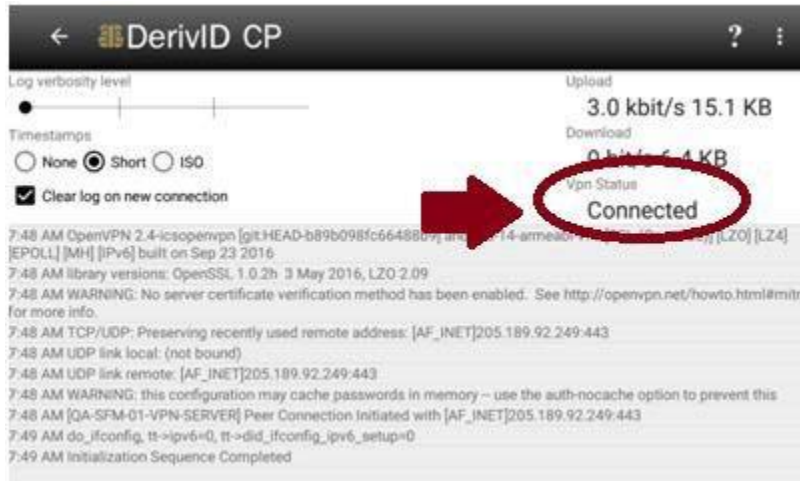 DerivID CP
?
Log verbosity level
Upload
3.0 kbit/s 15.1 KB
Timestamps
Download
0 bit/s 6.4 KB
None Short ISO
Vpn Status
Clear log on new connection
Connected
7:48 AM OpenVPN 2.4-icsopenvpn [LZO] [LZ4]
[EPOLL] [MH] [IPv6] built on Sep 23 2016
7:48 AM library versions: OpenSSL 1.0.2h 3 May 2016, LZO 2.09
7:48 AM WARNING: No server certificate verification method has been enabled. See http://openvpn.net/howto.html#mitm
for more info.
7:48 AM TCP/UDP: Preserving recently used remote address: [AF_INET]205.189.92.249:443
7:48 AM UDP link local: (not bound)
7:48 AM UDP link remote: [AF_INET]205.189.92.249:443
7:48 AM WARNING: this configuration may cache passwords in memory -- use the auth-nocache option to prevent this
7:48 AM [QA-SFM-01-VPN-SERVER] Peer Connection Initiated with [AF_INET]205.189.92.249:443
7:49 AM do_ifconfig, tt->ipv6=0, tt->did_ifconfig_ipv6_setup=0
7:49 AM Initialization Sequence Completed